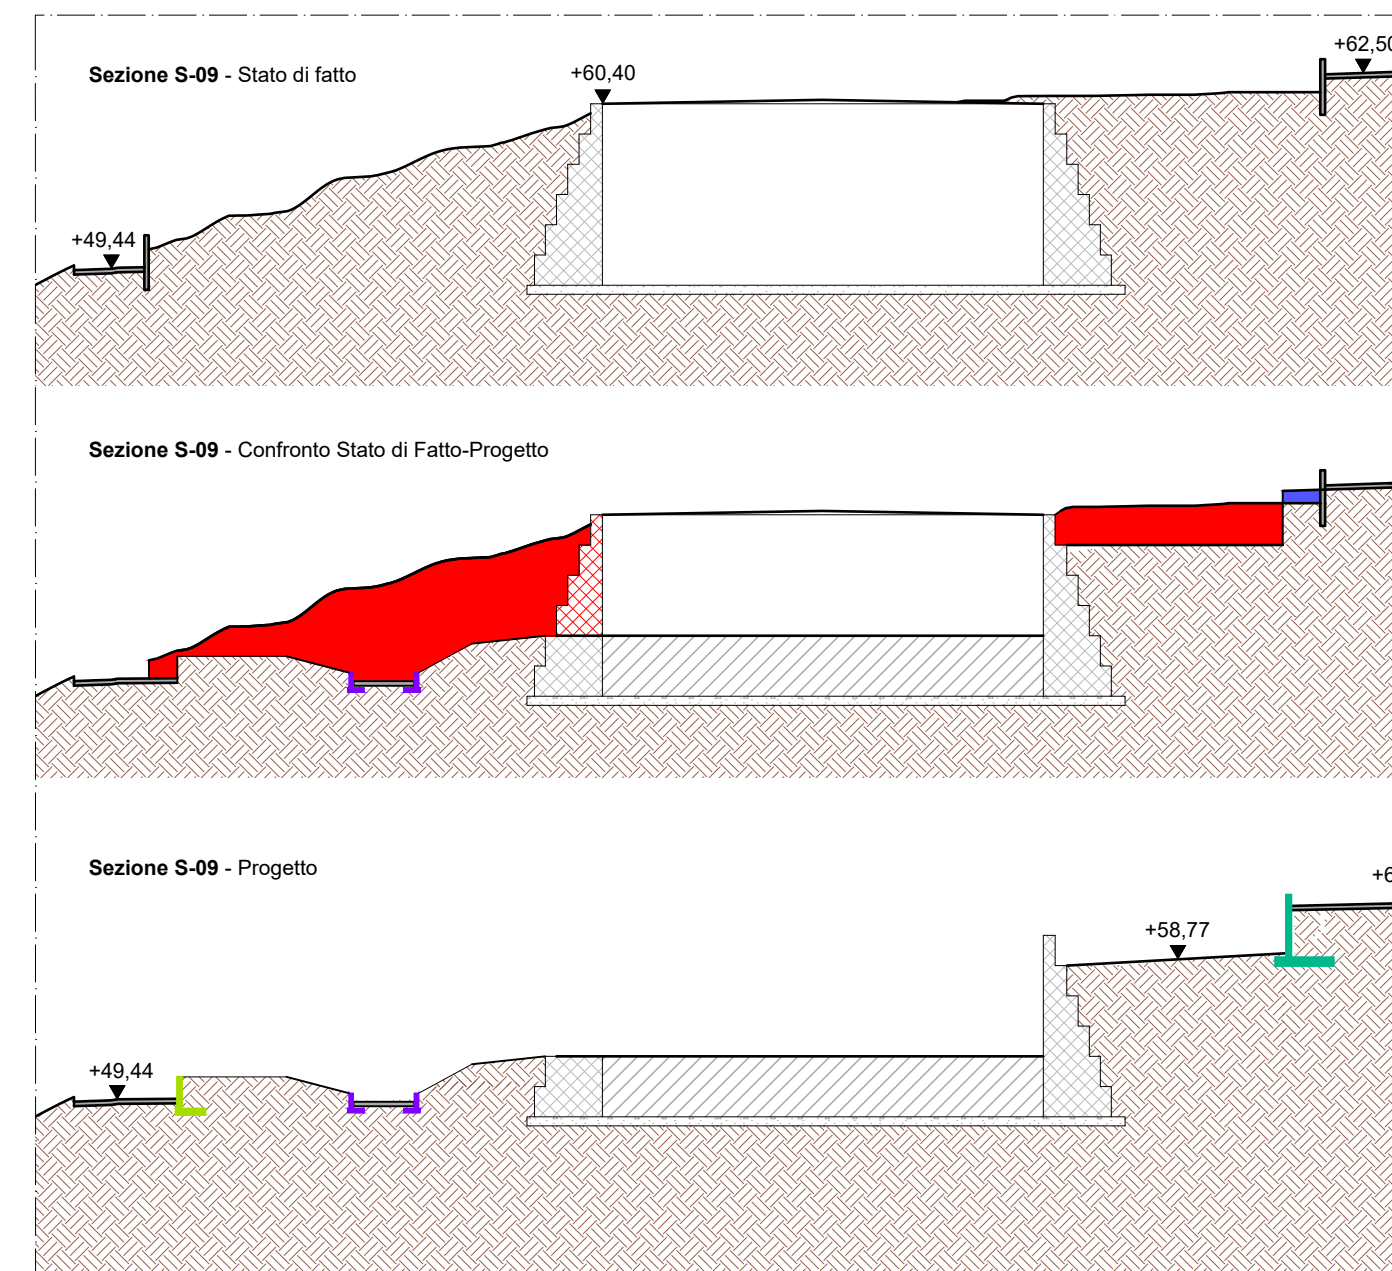 +62,50
Sezione S-09 - Stato di fatto
+60,40
+49,44
Sezione S-09 - Confronto Stato di Fatto-Progetto
Sezione S-09 - Progetto
+6
+58,77
+49,44